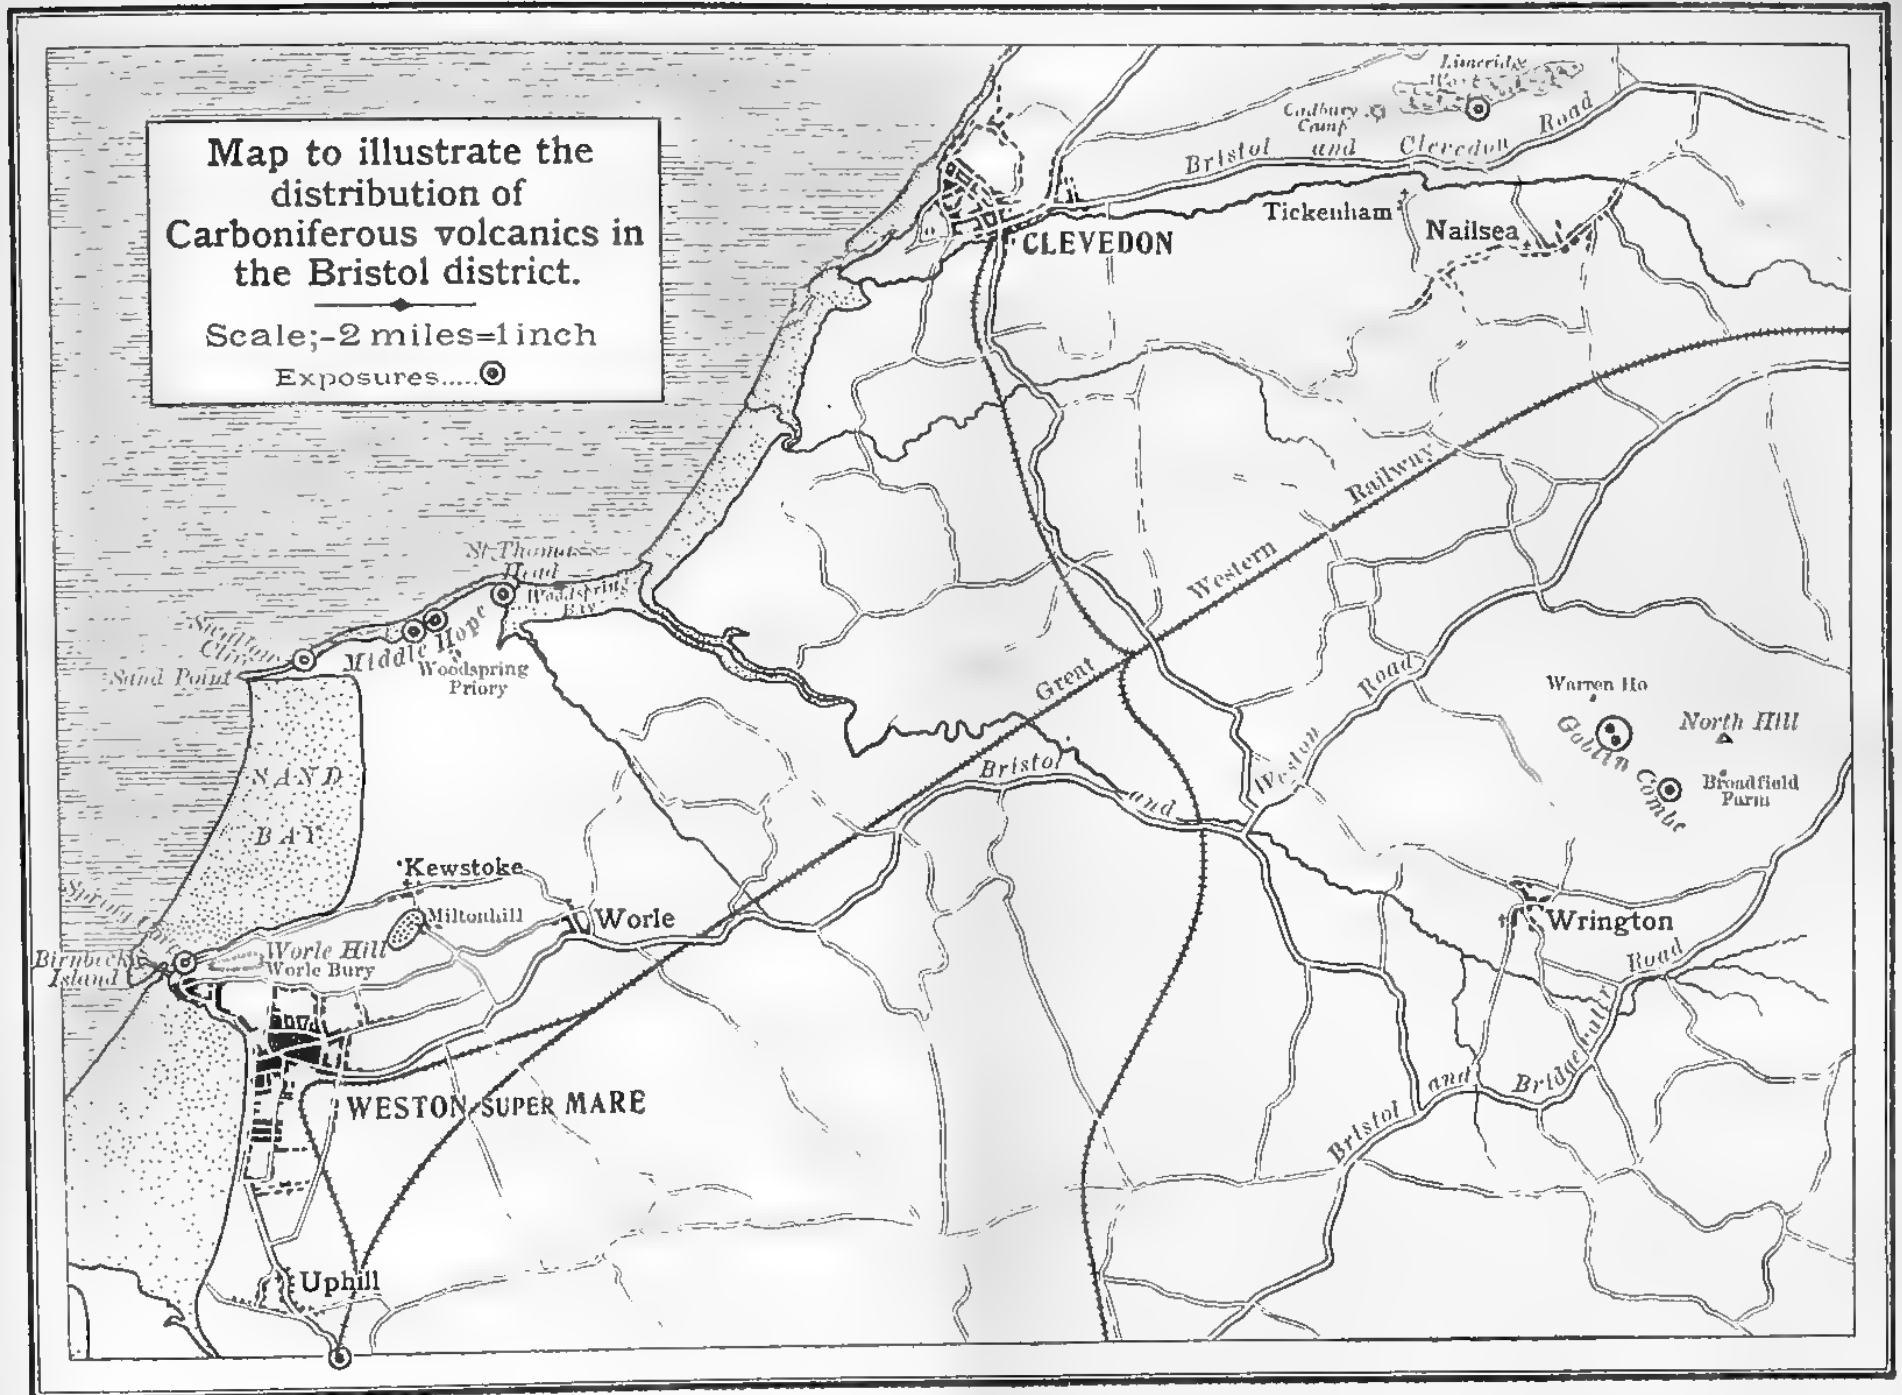 Map to illustrate the
distribution of
Carboniferous volcanics in
the Bristol district.
Scale;-2 miles=1 inch
Exposures.....
Cadbury
Camp
Bristol and Clevedon Road
Tickenham
Nailsea
CLEVEDON
Great Western Railway
St Thomas's
Head
Woodspring
Bay
Middle Hope
Woodspring
Priory
Sand Point
SAND
BAY
Bristol and Weston Road
Warren Ho
Goblin Combe
North Hill
Broadfield
Farm
Kewstoke
Miltonhill
Worle
Worle Hill
Worle Bury
Birnbeck
Island
Wrington
Bristol and Bridgewater Road
WESTON-SUPER MARE
Uphill